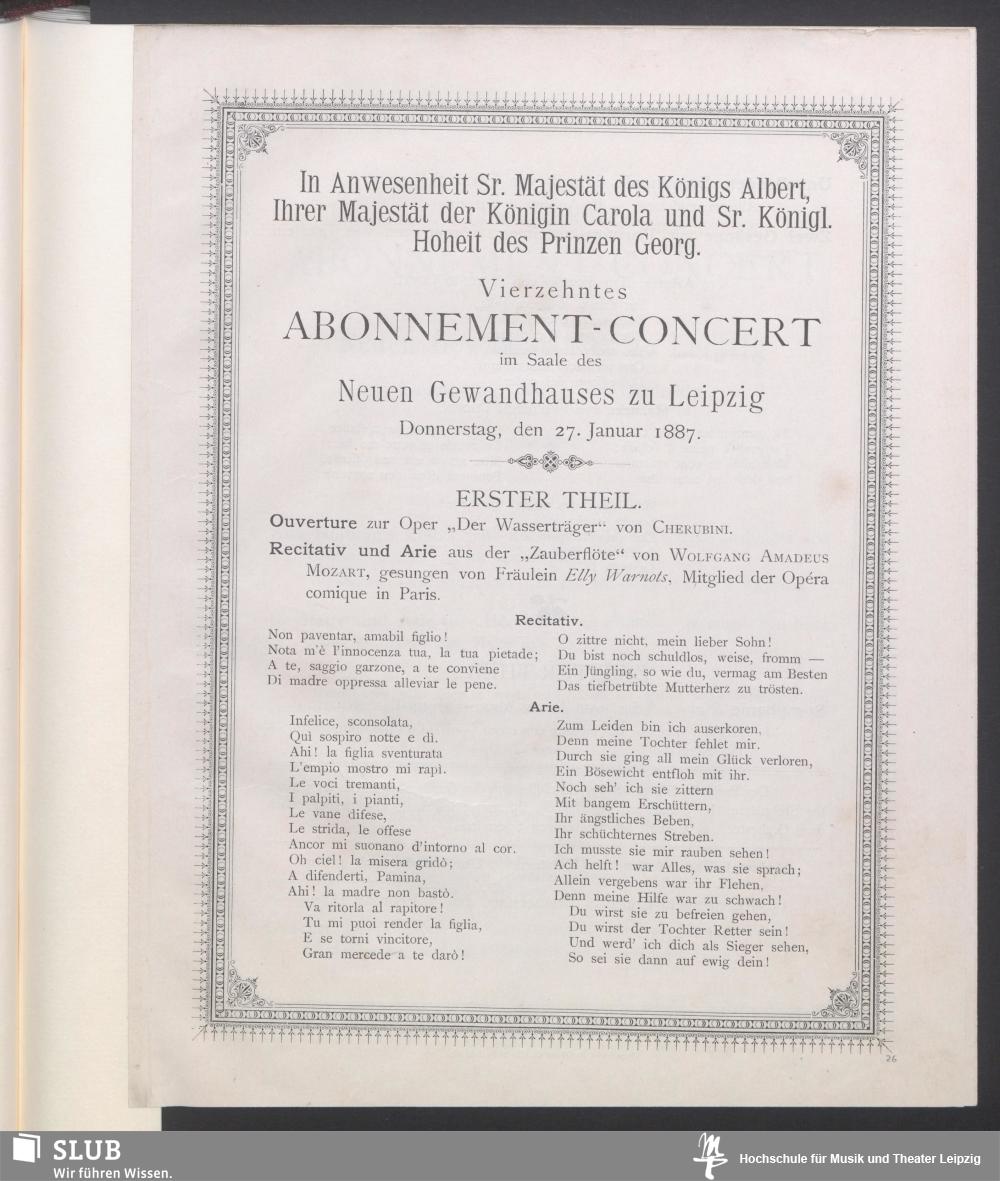 In Anwesenheit Sr. Majestät des Königs Albert,
Ihrer Majestät der Königin Carola und Sr. Königl.
Hoheit des Prinzen Georg.
Vierzehntes
ABONNEMENT-CONCERT
im Saale des
Neuen Gewandhauses zu Leipzig
Donnerstag, den 27. Januar 1887.
ERSTER THEIL.
Ouverture zur Oper „Der Wasserträger“ von CHERUBINI.
Recitativ und Arie aus der „Zauberflöte“ von WOLFGANG AMADEUS
MOZART, gesungen von Fräulein Elly Warnots, Mitglied der Opéra
comique in Paris.
Recitativ.
Non paventar, amabil figlio!
Nota m'è l'innocenza tua, la tua pietade;
A te, saggio garzone, a te conviene
Di madre oppressa alleviar le pene.
O zittre nicht, mein lieber Sohn!
Du bist noch schuldlos, weise, fromm —
Ein Jüngling, so wie du, vermag am Besten
Das tiefbetrübte Mutterherz zu trösten.
Arie.
Infelice, sconsolata,
Quì sospiro notte e dì.
Ahi! la figlia sventurata
L'empio mostro mi rapì.
Le voci tremanti,
I palpiti, i pianti,
Le vane difese,
Le strida, le offese
Ancor mi suonano d'intorno al cor.
Oh ciel! la misera gridò;
A difenderti, Pamina,
Ahi! la madre non bastò.
Va ritorla al rapitore!
Tu mi puoi render la figlia,
E se torni vincitore,
Gran mercede a te darò!
Zum Leiden bin ich auserkoren,
Denn meine Tochter fehlet mir.
Durch sie ging all mein Glück verloren,
Ein Bösewicht entfloh mit ihr.
Noch seh' ich sie zittern
Mit bangem Erschüttern,
Ihr ängstliches Beben,
Ihr schüchternes Streben.
Ich musste sie mir rauben sehen!
Ach helft! war Alles, was sie sprach;
Allein vergebens war ihr Flehen,
Denn meine Hilfe war zu schwach!
Du wirst sie zu befreien gehen,
Du wirst der Tochter Retter sein!
Und werd' ich dich als Sieger sehen,
So sei sie dann auf ewig dein!
26
SLUB
Wir führen Wissen.
Hochschule für Musik und Theater Leipzig